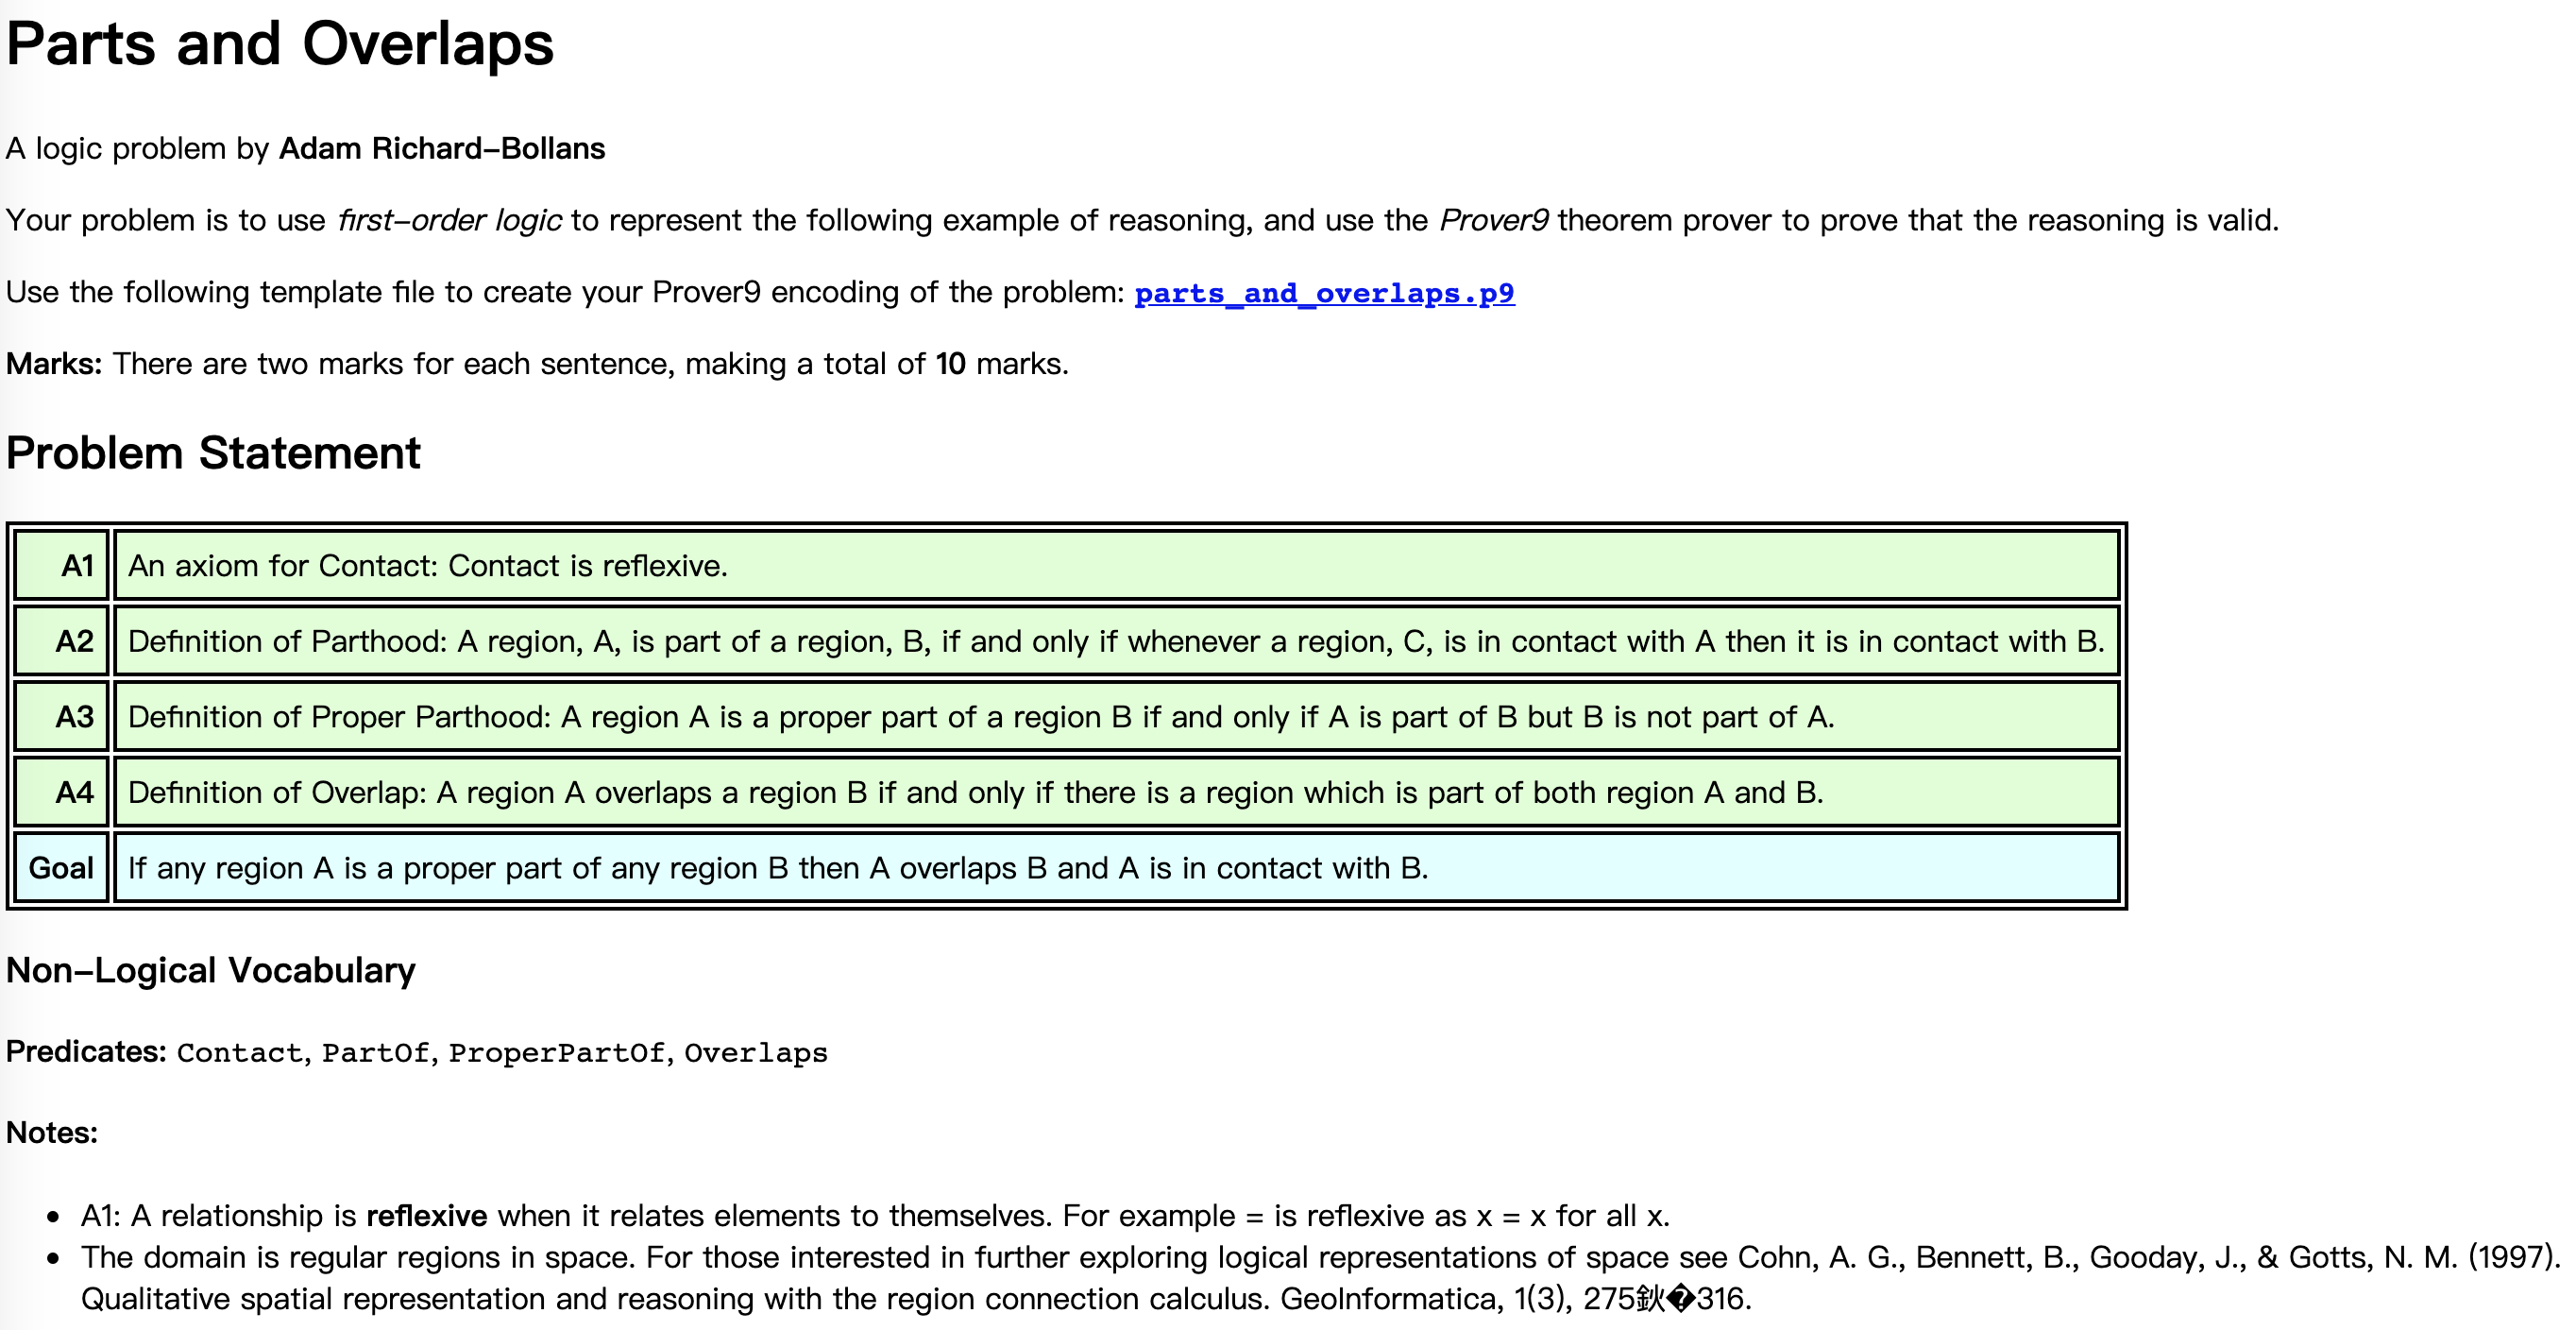 Parts and Overlaps
A logic problem by Adam Richard-Bollans
Your problem is to use first-order logic to represent the following example of reasoning, and use the Prover9 theorem prover to prove that the reasoning is valid.
Use the following template file to create your Prover9 encoding of the problem: parts_and_overlaps.p9
Marks: There are two marks for each sentence, making a total of 10 marks.
Problem Statement
A1 An axiom for Contact: Contact is reflexive.
A2 Definition of Parthood: A region, A, is part of a region, B, if and only if whenever a region, C, is in contact with A then it is in contact with B.
A3 Definition of Proper Parthood: A region A is a proper part of a region B if and only if A is part of B but B is not part of A.
A4 Definition of Overlap: A region A overlaps a region B if and only if there is a region which is part of both region A and B.
Goal If any region A is a proper part of any region B then A overlaps B and A is in contact with B.
Non-Logical Vocabulary
Predicates: Contact, PartOf, ProperPartOf, Overlaps
Notes:
• A1: A relationship is reflexive when it relates elements to themselves. For example = is reflexive as x = x for all x.
• The domain is regular regions in space. For those interested in further exploring logical representations of space see Cohn, A. G., Bennett, B., Gooday, J., & Gotts, N. M. (1997).
Qualitative spatial representation and reasoning with the region connection calculus. GeoInformatica, 1(3), 275鈥�316.